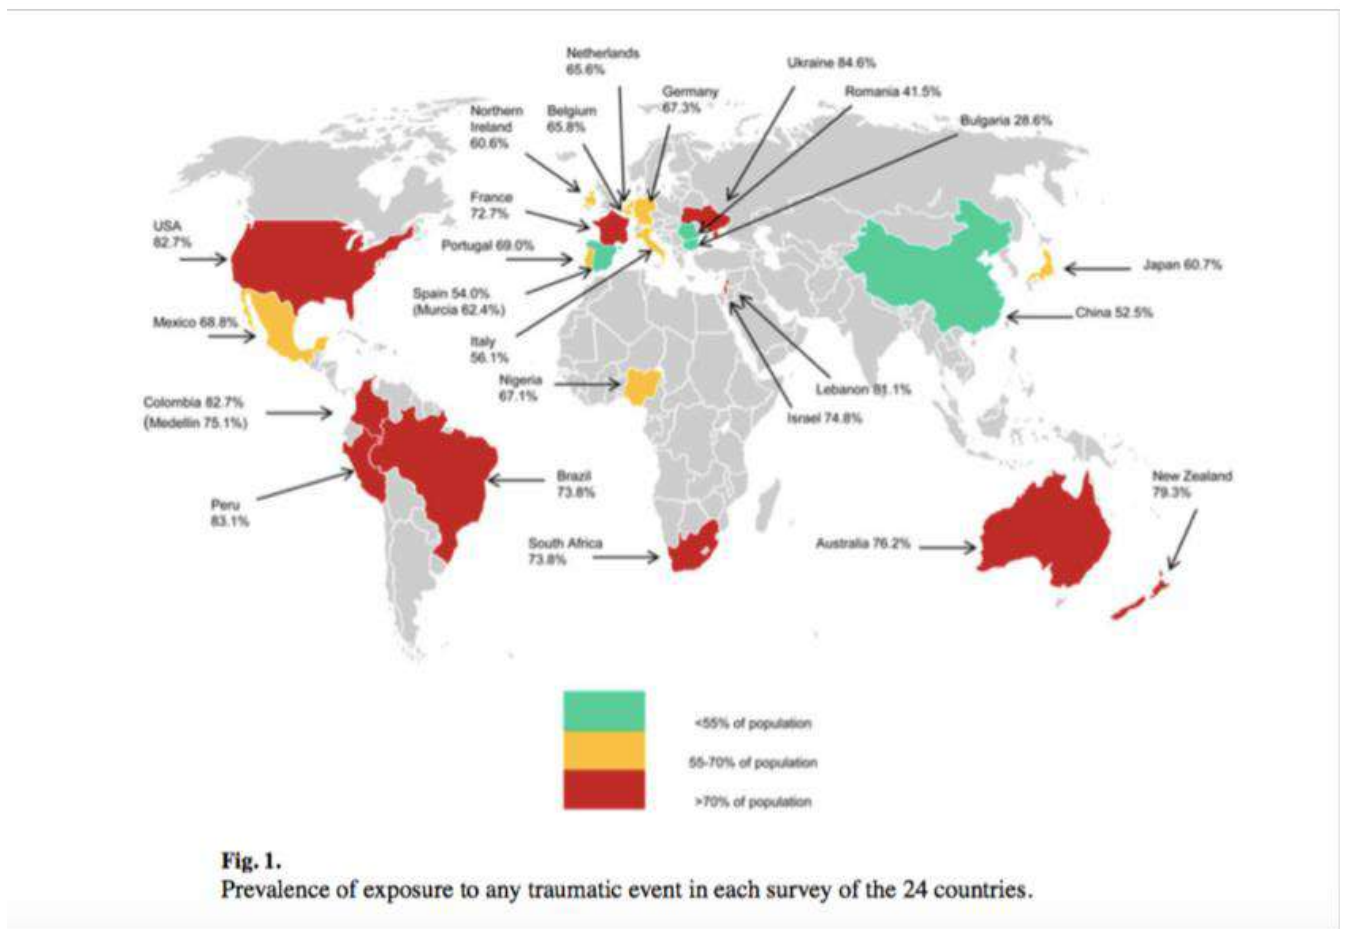 Netherlands
65.6%
Ukraine 84.6%
Germany
67.3%
Romania 41.5%
Northern
Ireland
60.6%
Belgium
65.8%
Bulgaria 28.6%
France
72.7%
USA
82.7%
Portugal 69.0%
Japan 60.7%
Spain 54.0%
(Murcia 62.4%)
China 52.5%
Mexico 68.8%
Italy
56.1%
Nigeria
67.1%
Lebanon 81.1%
Colombia 82.7%
(Medellin 75.1%)
Israel 74.8%
Brazil
73.8%
New Zealand
79.3%
Peru
83.1%
South Africa
73.8%
Australia 76.2%
<55% of population
55-70% of population
>70% of population
Fig. 1.
Prevalence of exposure to any traumatic event in each survey of the 24 countries.